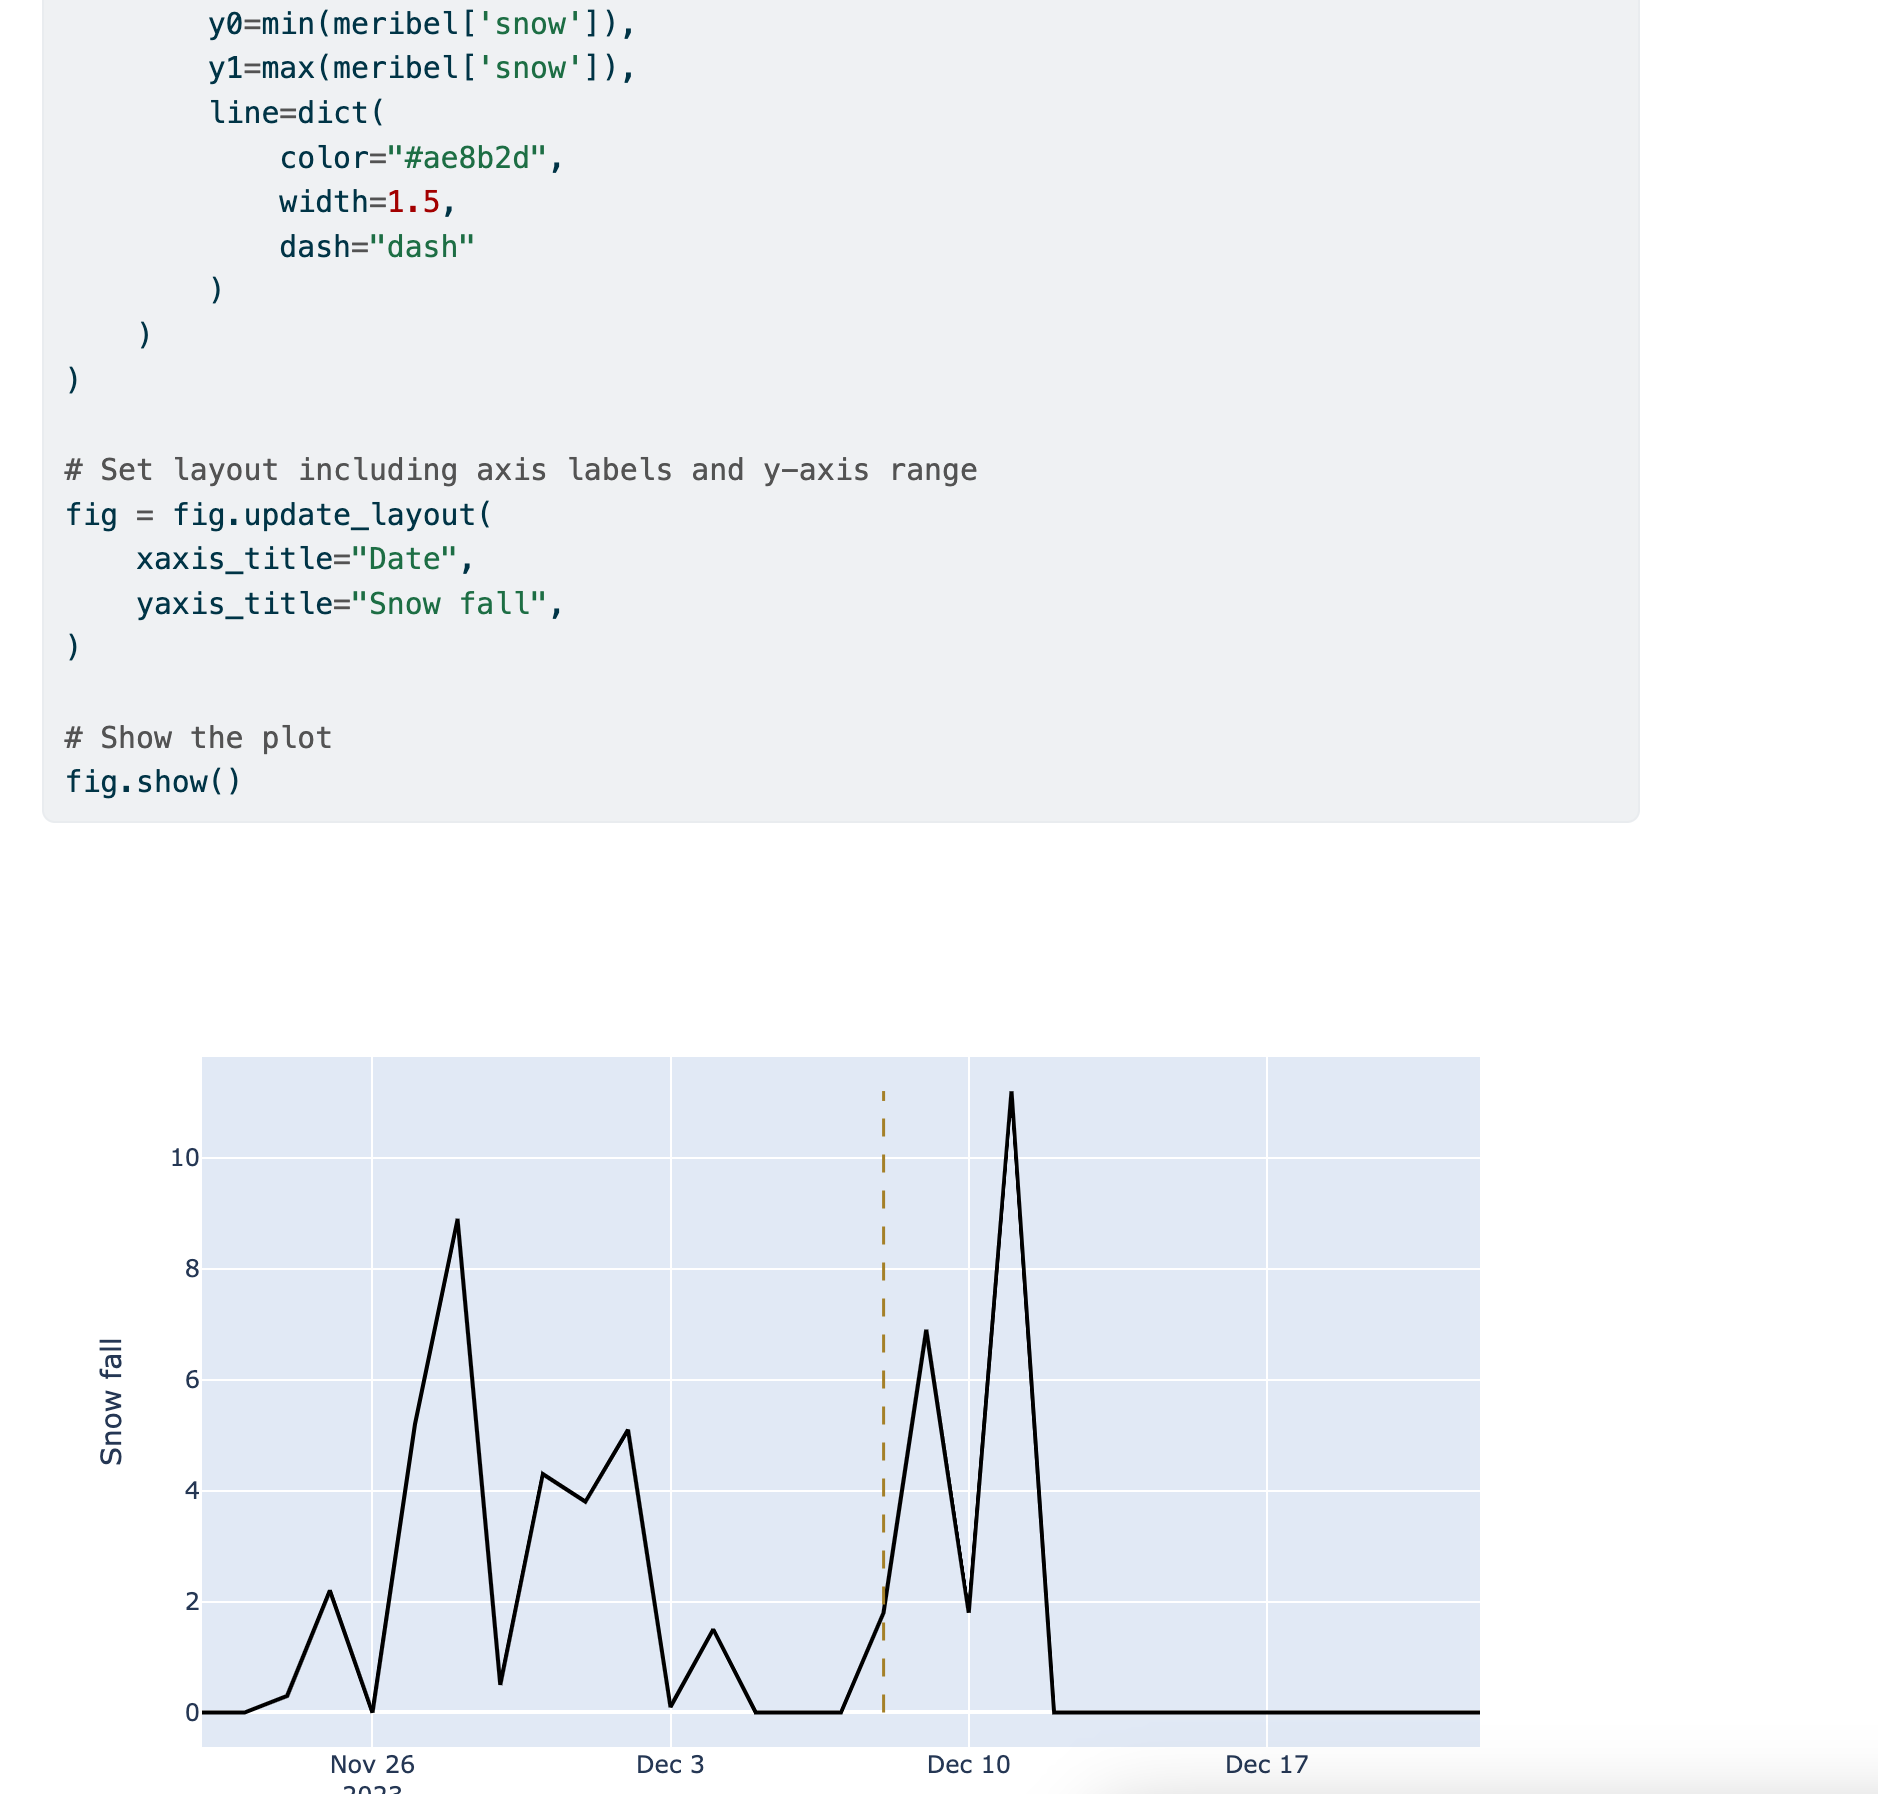 y0=min(meribel['snow']),
y1=max(meribel['snow']),
line=dict(
color="#ae8b2d",
width=1.5,
dash="dash"
)
)
)
# Set layout including axis labels and y-axis range
fig = fig.update_layout(
xaxis_title="Date",
yaxis_title="Snow fall",
)
# Show the plot
fig.show()
10
8
6
4
2
0
Snow fall
Nov 26
2023
Dec 3
Dec 10
Dec 17